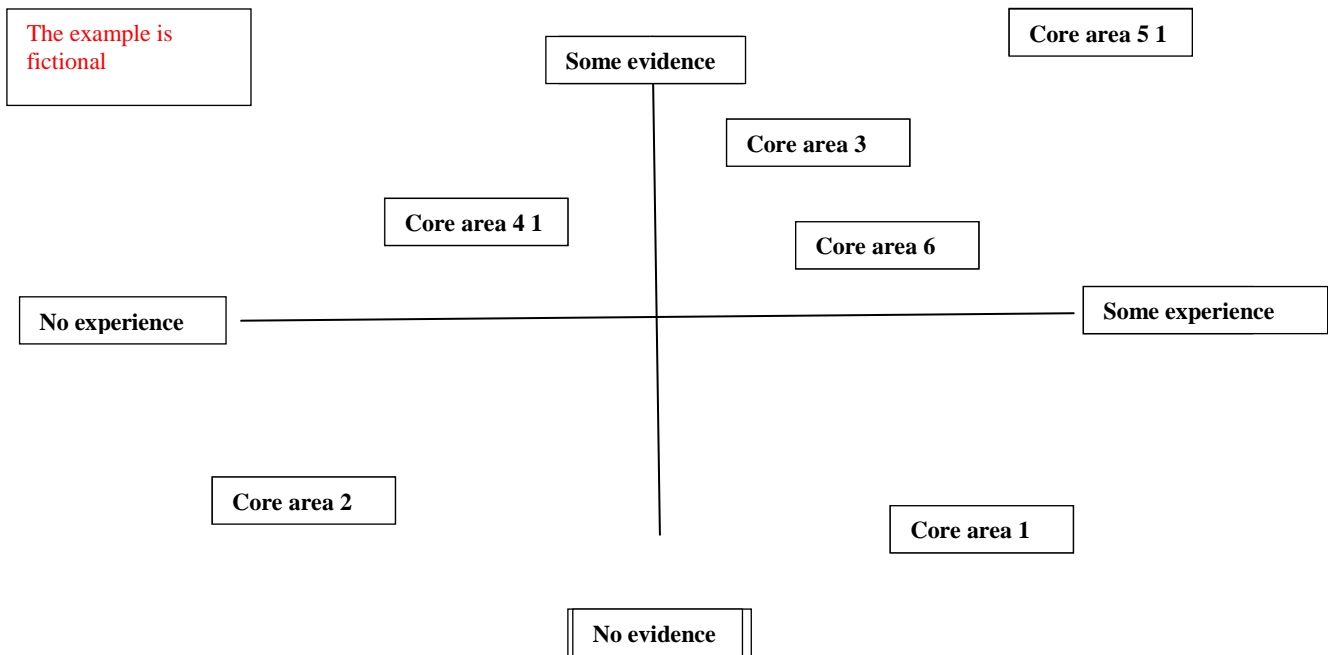 The example is
fictional
Core area 5 1
Some evidence
Core area 3
Core area 4 1
Core area 6
No experience
Some experience
Core area 2
Core area 1
No evidence